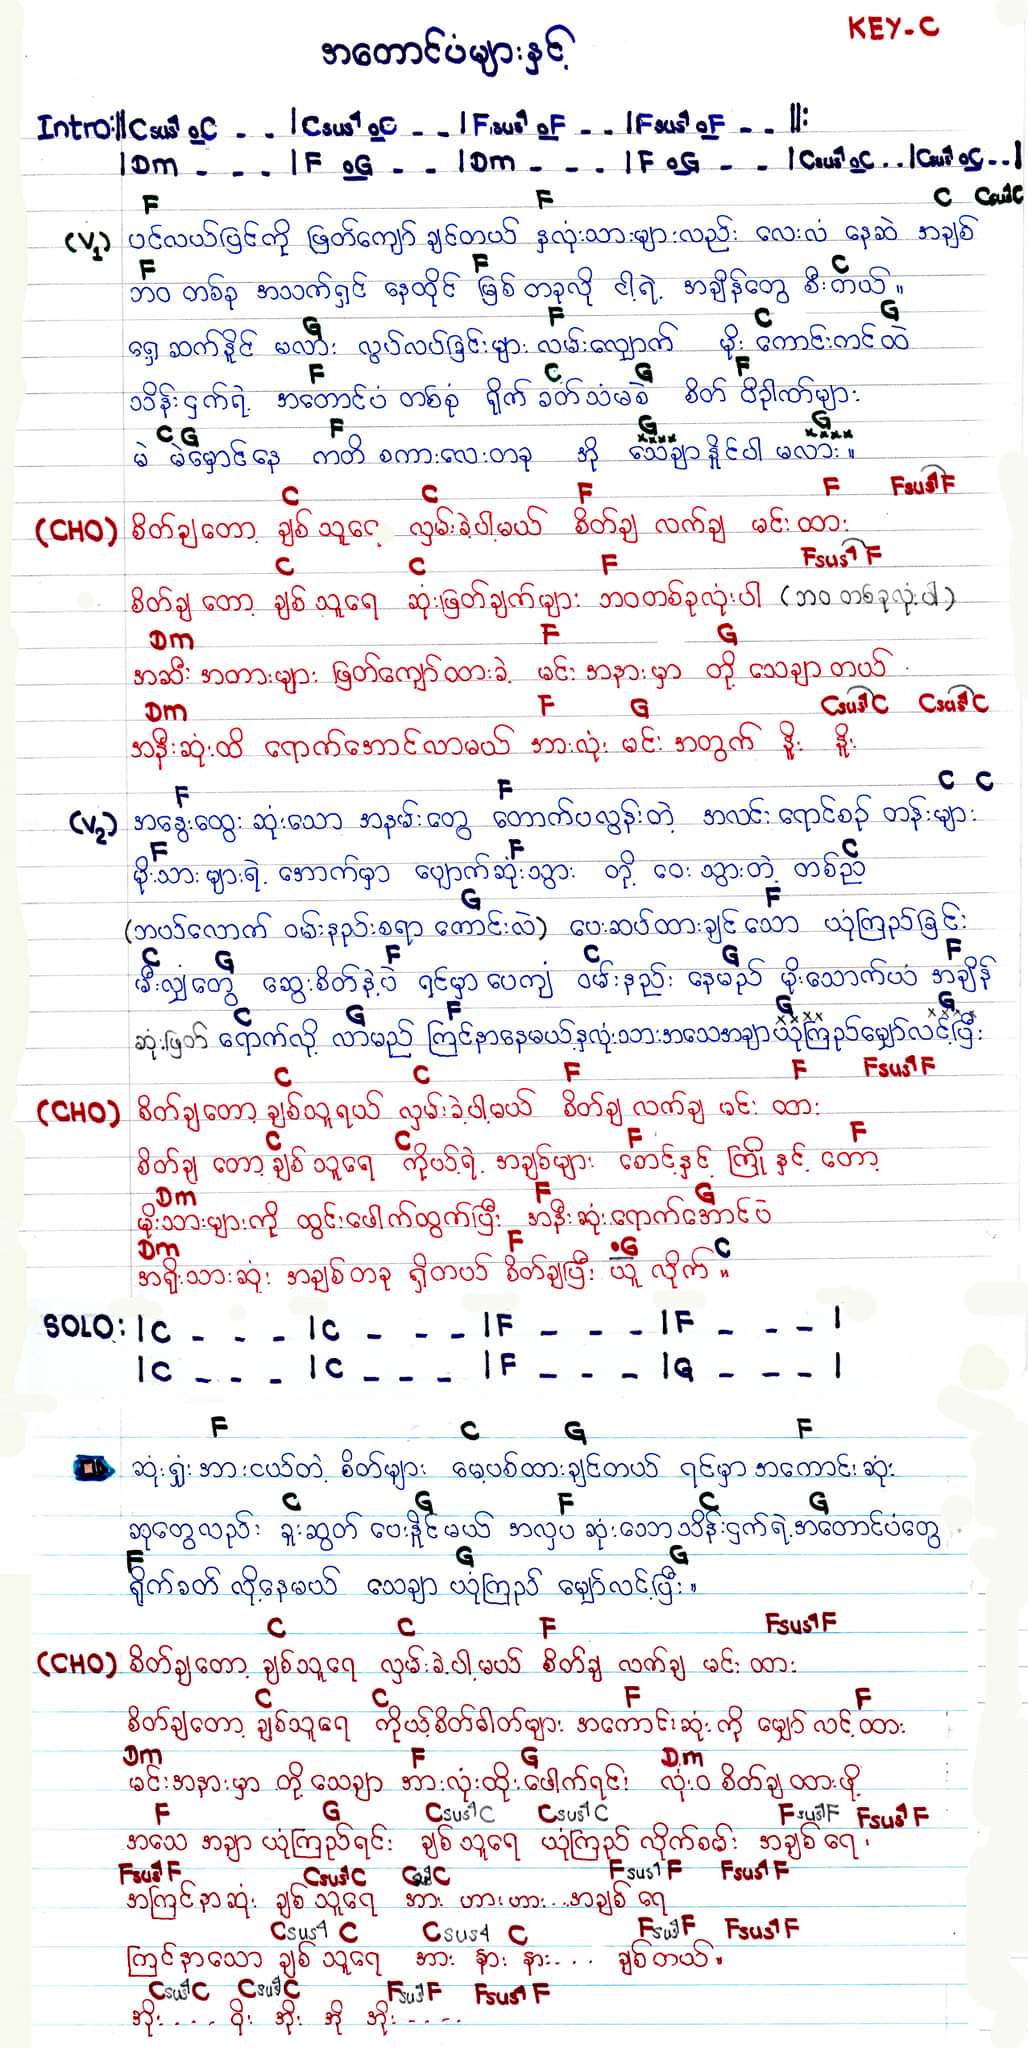 KEY-C
အတောင်ပံများနှင့်
Intro:||Csus4 oC - - |Csus4 oC - - |Fsus4 oF - - |Fsus4 oF - - ||:
|Dm - - - |F oG - - |Dm - - - |F oG - - |Csus4 oC . . |Csus4 oC . . |
F F C Csus4C
(V1) ပင်လယ်ပြင်ကို ဖြတ်ကျော် ချင်တယ် နှလုံးသားများလည်း လေးလံ နေဆဲ အချစ်
F F C
ဘဝ တစ်ခု အသက်ရှင် နေထိုင် ဖြစ် တခုလို ငါ့ရဲ့ အချိန်တွေ စီးတယ်။
G F C G
ရှေ့ဆက်နိုင် မလား လွပ်လပ်ခြင်းများ လမ်းလျှောက် မိုး ကောင်းကင်ထဲ
F C G F
သိန်းငှက်ရဲ့ အတောင်ပံ တစ်စုံ ရိုက် ခတ်သံမစဲ စိတ် ဝိဉာဏ်များ
C G F G xxxx G xxxx
မဲ မဲမှောင်နေ ကတိ စကားလေးတခု အို သေချာနိုင်ပါ မလား။
C C F F Fsus4F
(CHO) စိတ်ချတော့ ချစ်သူရေ လှမ်းခဲ့ပါ့မယ် စိတ်ချ လက်ချ မင်းထား
C C F Fsus4 F
စိတ်ချ တော့ ချစ်သူရေ ဆုံးဖြတ်ချက်များ ဘဝတစ်ခုလုံးပါ (ဘဝ တစ်ခုလုံးပါ)
Dm F G
အဆီး အတားများ ဖြတ်ကျော်ထားခဲ့ မင်း အနားမှာ တို့ သေချာတယ်
Dm F G Csus4C Csus4C
အနီးဆုံးထိ ရောက်အောင်လာမယ် အားလုံး မင်း အတွက် နိူး နိူး
F F C C
(V2) အနွေးထွေးဆုံးသော အနမ်းတွေ တောက်ပလွန်းတဲ့ အလင်းရောင်စဉ် တန်းများ
F F C
မိုးသားများရဲ့ အောက်မှာ ပျောက်ဆုံးသွား တို့ ဝေးသွားတဲ့ တစ်ညာ
G F
(ဘယ်လောက် ဝမ်းနည်းစရာ ကောင်းလဲ) ပေးဆပ်ထားချင်သော ယုံကြည်ခြင်း
C G F C G F
မီးလျှံတွေ ဆွေးစိတ်နဲ့ပဲ ရင်မှာပေကျံ ဝမ်းနည်း နေမည် မိုးသောက်ယံ အချိန်
C G F G xxxx G xxxx
ဆုံးဖြတ် ရောက်လို့ လာမည် ကြင်နာနေမယ့်နှလုံးသားအသေအချာယုံကြည်မျှော်လင့်ပြီး
C C F F Fsus4F
(CHO) စိတ်ချတော့ ချစ်သူရယ် လှမ်းခဲ့ပါ့မယ် စိတ်ချ လက်ချ မင်း ထား
C C F F
စိတ်ချ တော့ ချစ်သူရေ ကိုယ့်ရဲ့ အချစ်များ စောင့်နှင့် ကြိုနှင့် တော့
Dm F G
မိုးသားများကို ထွင်းဖေါက်ထွက်ပြီး အနီးဆုံးရောက်အောင်ပဲ
Dm F .G C
အရိုးသားဆုံး အချစ်တခု ရှိတယ် စိတ်ချပြီး ယူ လိုက်။
SOLO: |C - - - |C - - - |F - - - |F - - - |
|C - - - |C - - - |F - - - |G - - - |
F C G F
ဆုံးရှုံးအားငယ်တဲ့ စိတ်များ မေ့ပစ်ထားချင်တယ် ရင်မှာ အကောင်းဆုံး
C G F C G
ဆုတွေလည်း ခူးဆွတ် ပေးနိုင်မယ် အလှပ ဆုံးသော သိန်းငှက်ရဲ့အတောင်ပံတွေ
F G G
ရိုက်ခတ် လို့နေမယ် သေချာ ယုံကြည် မျှော်လင့်ပြီး။
C C F Fsus4F
(CHO) စိတ်ချတော့ ချစ်သူရေ လှမ်းခဲ့ပါ့မယ် စိတ်ချ လက်ချ မင်းထား
C C F F
စိတ်ချတော့ ချစ်သူရေ ကိုယ့်စိတ်ဓါတ်များ အကောင်းဆုံးကို မျှော်လင့်ထား
Dm F G Dm
မင်းအနားမှာ တို့သေချာ အားလုံးထိုးဖေါက်ရင်း လုံးဝ စိတ်ချထားဖို့
F G Csus4C Csus4C Fsus4F Fsus4F
အသေ အချာ ယုံကြည်ရင်း ချစ်သူရေ ယုံကြည် လိုက်စမ်း အချစ်ရေ
Fsus4F Csus4C Csus4C Fsus4 F Fsus4F
အကြင်နာဆုံး ချစ်သူရေ အား ဟားဟား...အချစ် ရေ
Csus4 C Csus4 C Fsus4F Fsus4F
ကြင်နာသော ချစ်သူရေ အား နား နား... ချစ်တယ်။
Csus4C Csus4C Fsus4F Fsus4F
အိုး.... ဝိုး အိုး အို အိုး....